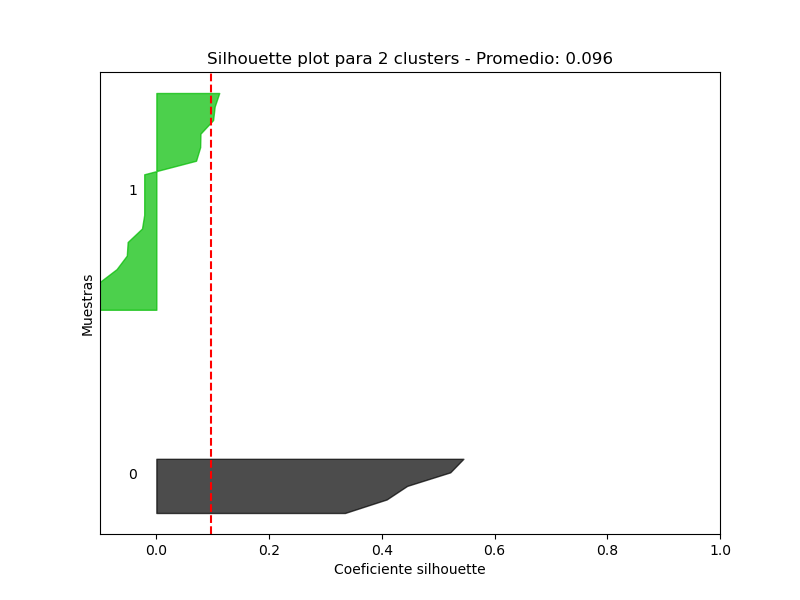 Silhouette plot para 2 clusters - Promedio: 0.096
1
Muestras
0
0.0 0.2 0.4 0.6 0.8 1.0
Coeficiente silhouette